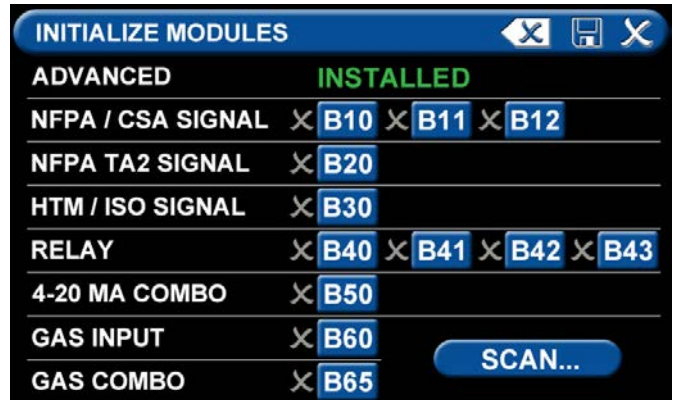 INITIALIZE MODULES
ADVANCED INSTALLED
NFPA / CSA SIGNAL B10 B11 B12
NFPA TA2 SIGNAL B20
HTM / ISO SIGNAL B30
RELAY B40 B41 B42 B43
4-20 MA COMBO B50
GAS INPUT B60
SCAN...
GAS COMBO B65